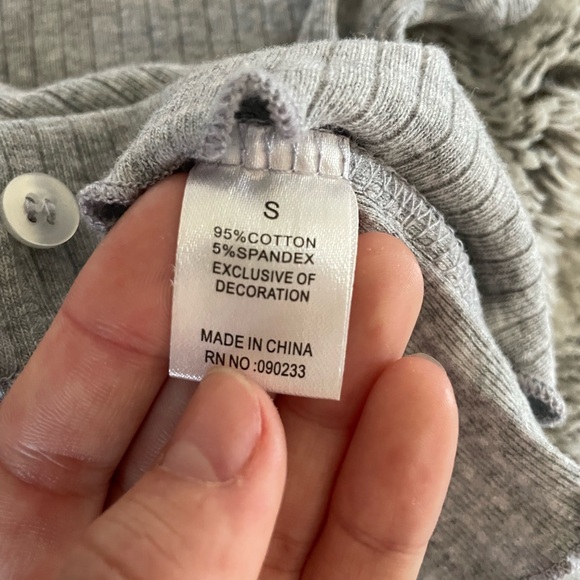 S
95%COTTON
5%SPANDEX
EXCLUSIVE OF
DECORATION
MADE IN CHINA
RN NO :090233